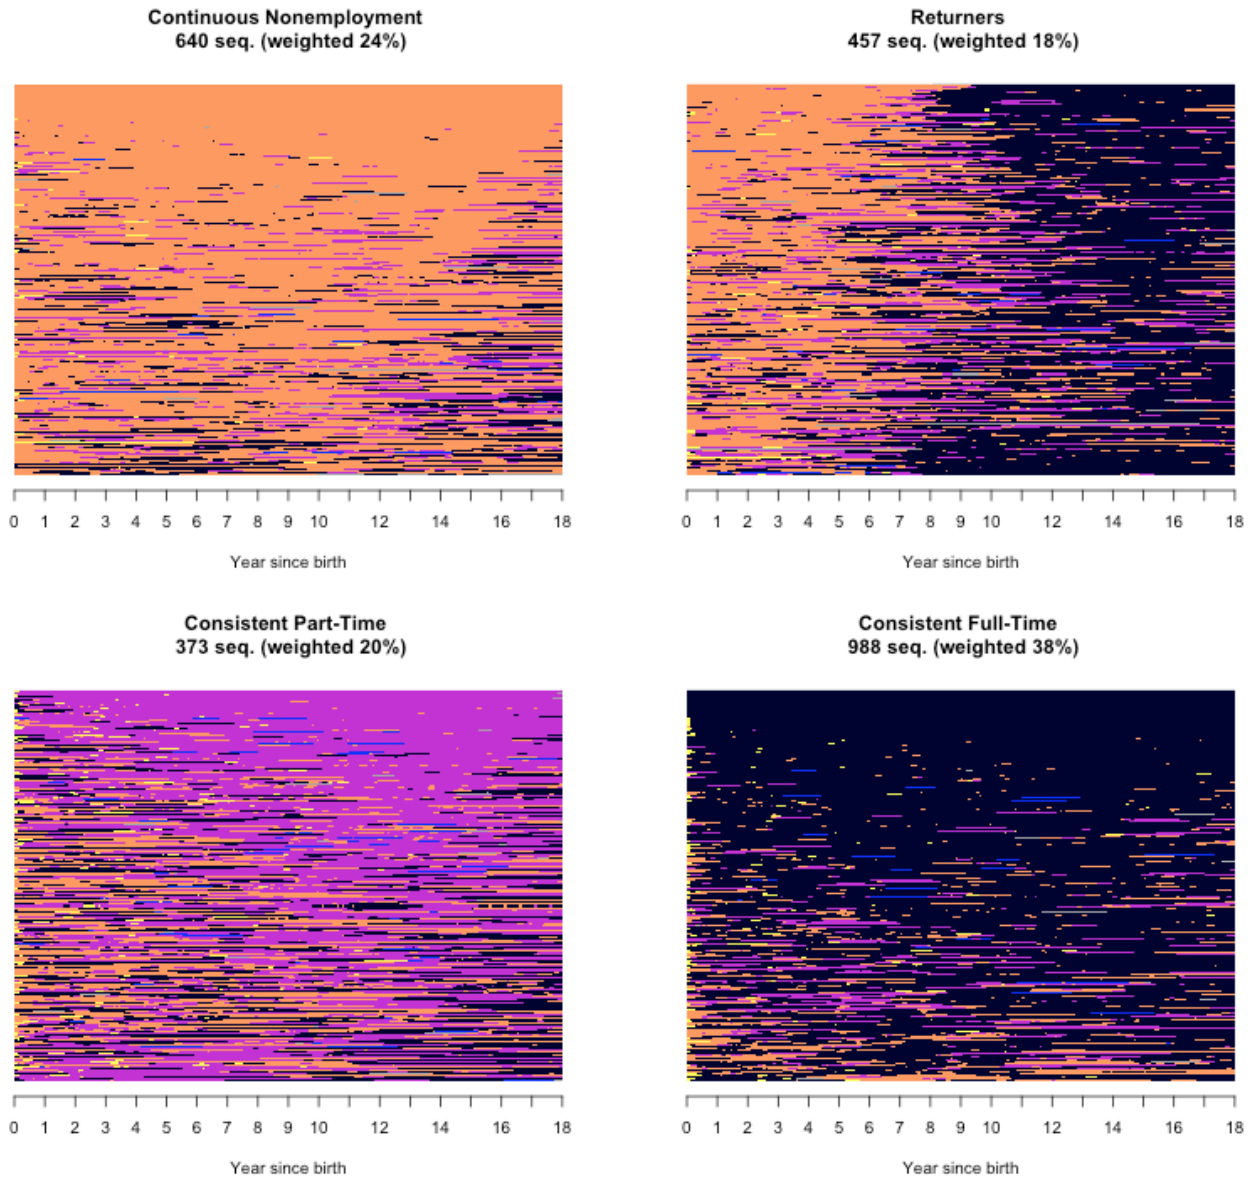 Continuous Nonemployment
640 seq. (weighted 24%)
0 1 2 3 4 5 6 7 8 9 10 12 14 16 18
Year since birth
Returners
457 seq. (weighted 18%)
0 1 2 3 4 5 6 7 8 9 10 12 14 16 18
Year since birth
Consistent Part-Time
373 seq. (weighted 20%)
0 1 2 3 4 5 6 7 8 9 10 12 14 16 18
Year since birth
Consistent Full-Time
988 seq. (weighted 38%)
0 1 2 3 4 5 6 7 8 9 10 12 14 16 18
Year since birth